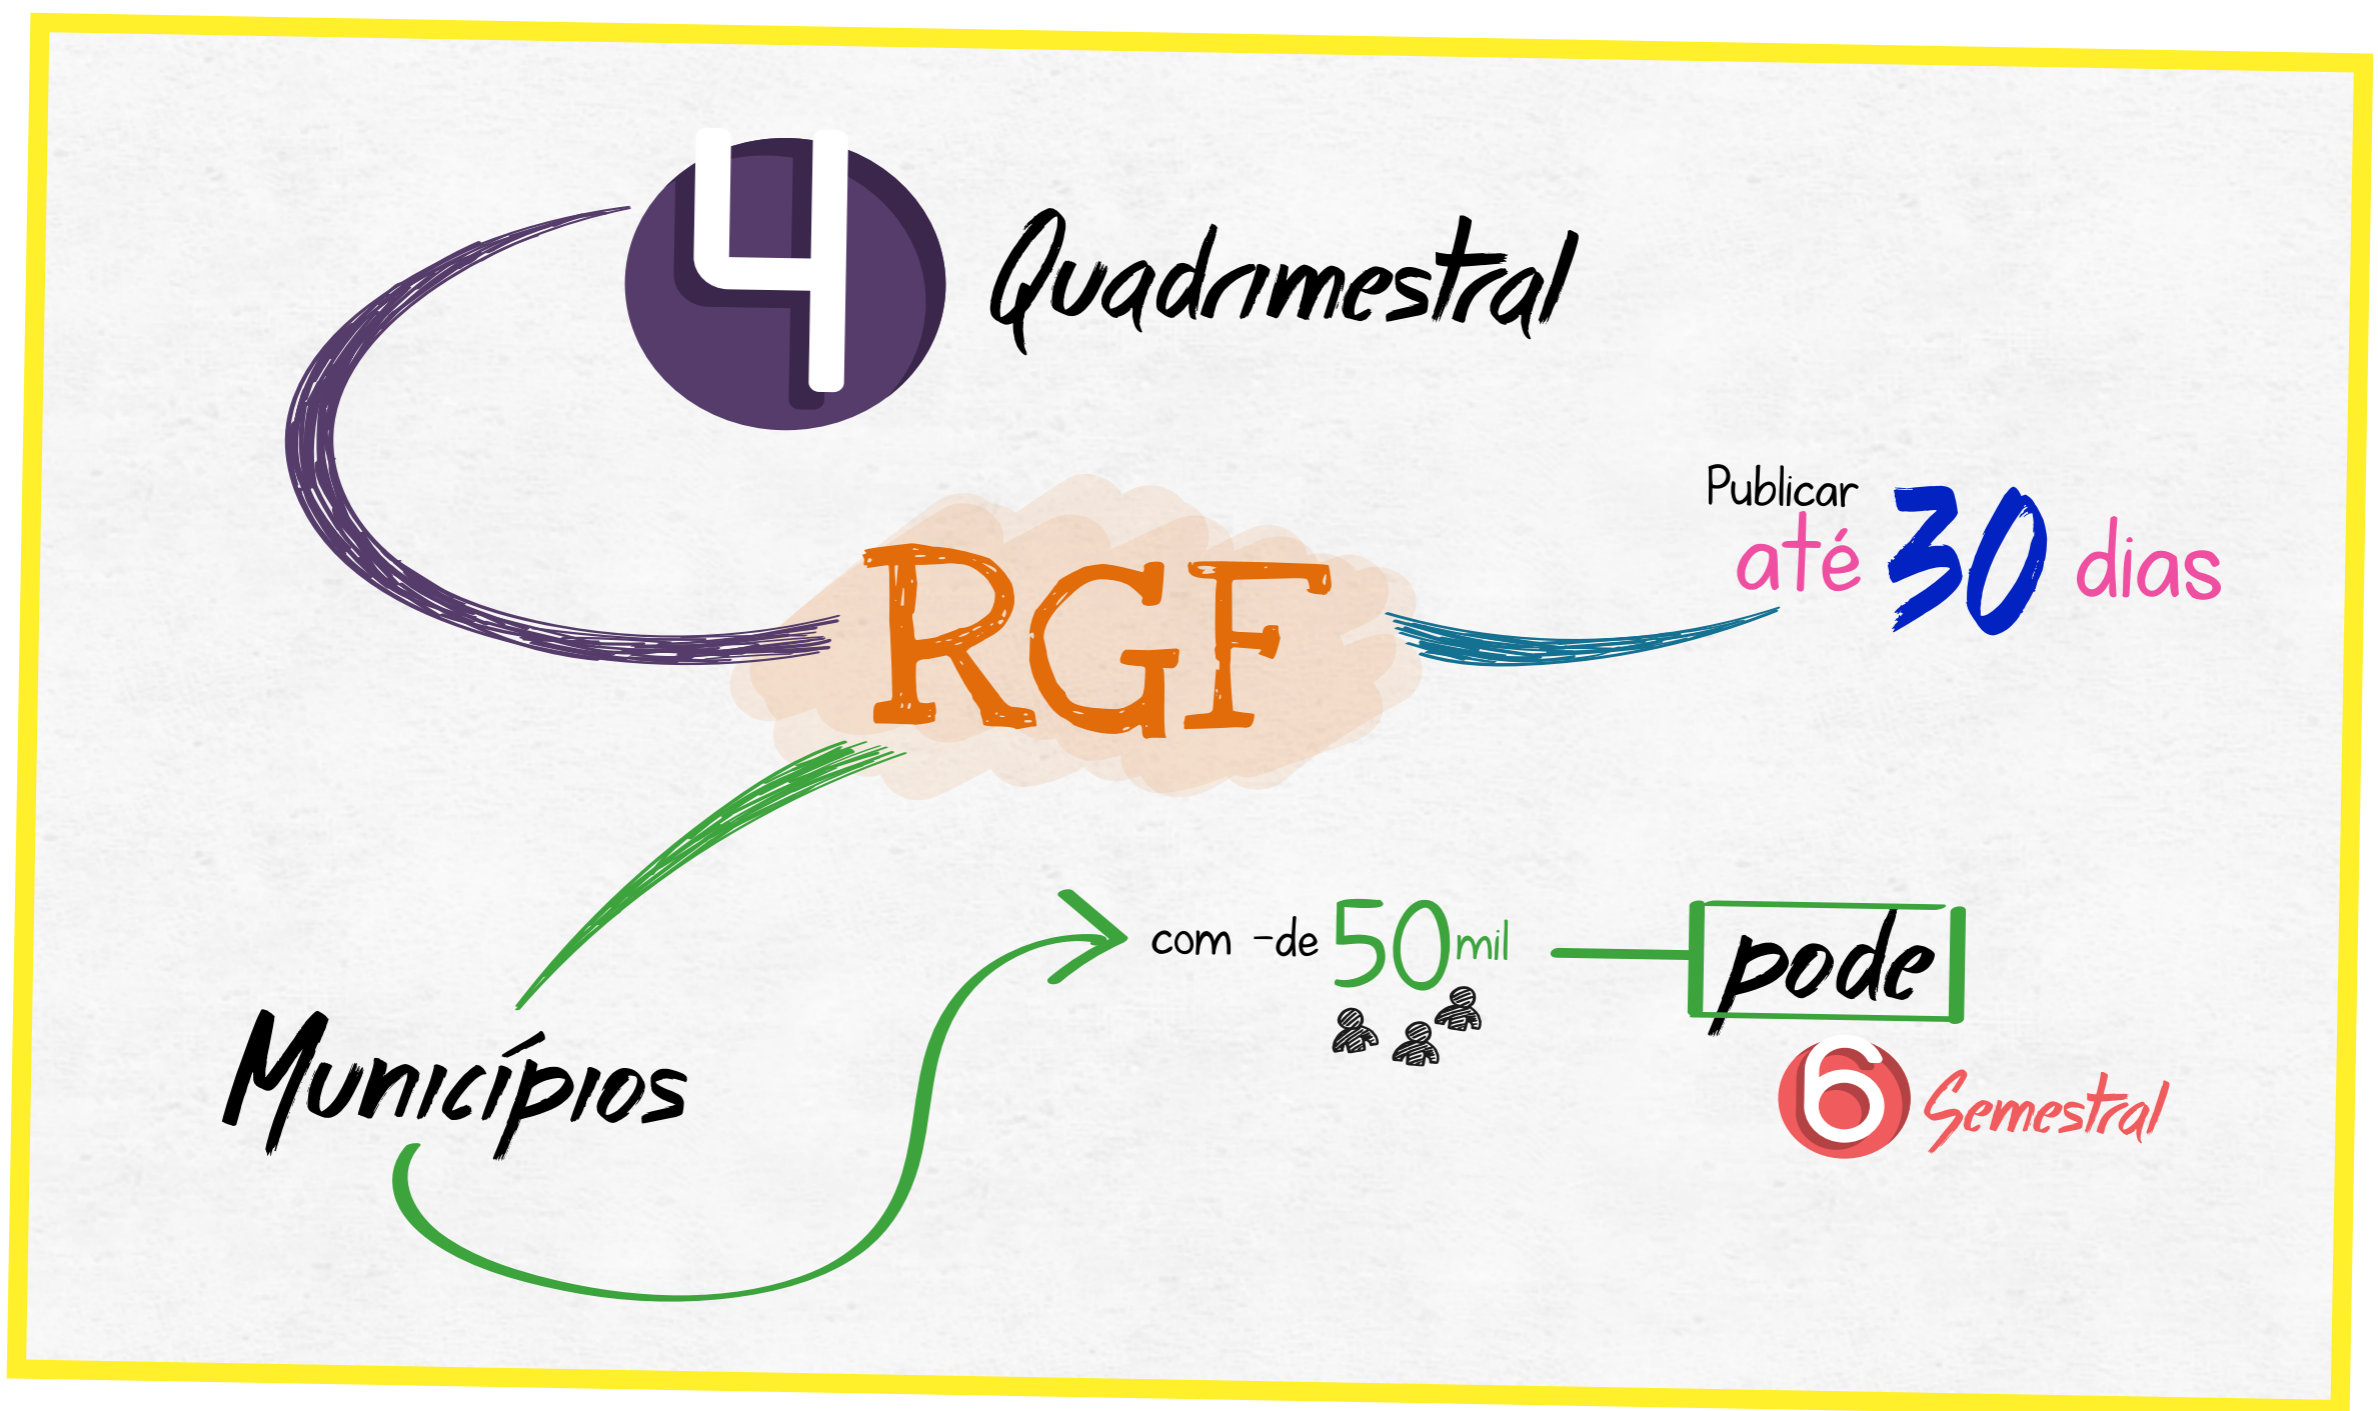 4 Quadrimestral
Publicar
até 30 dias
RGF
com -de 50 mil
pode
Municípios
6 Semestral